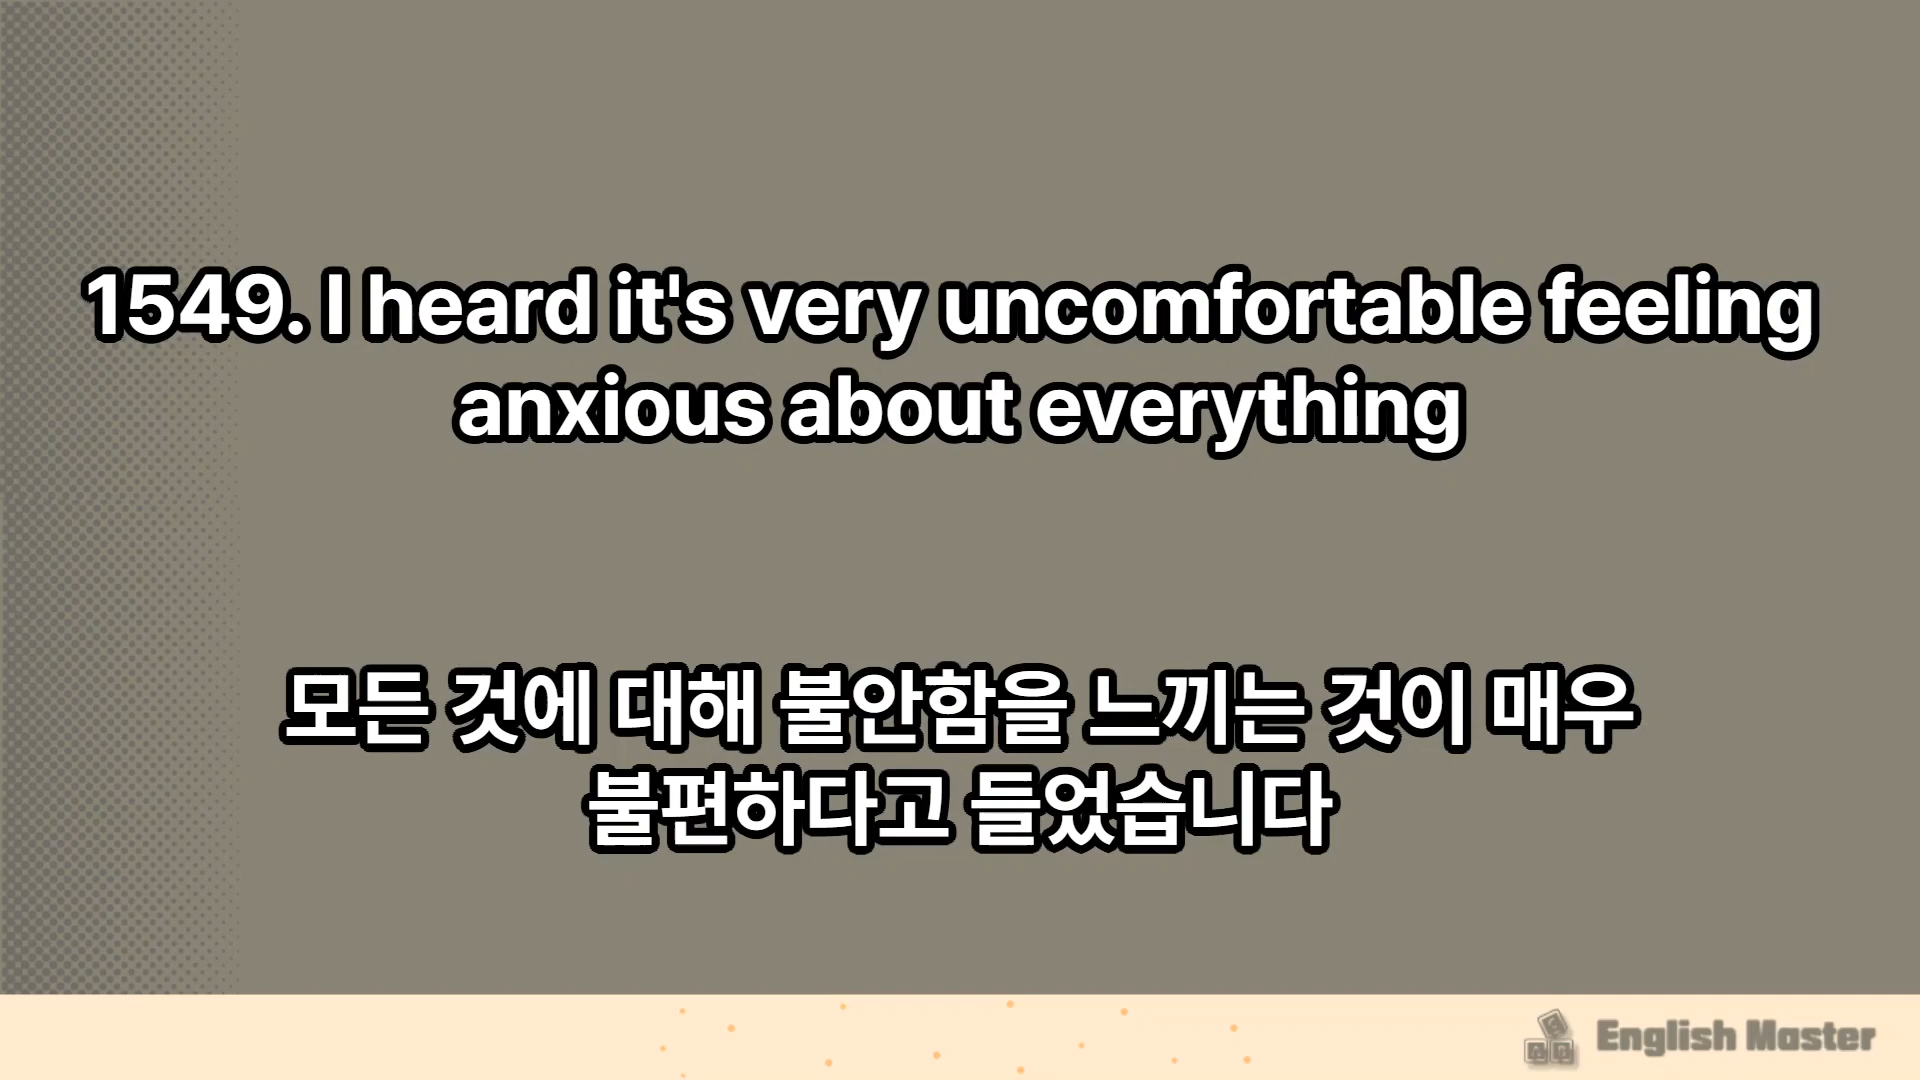 1549. I heard it's very uncomfortable feeling
anxious about everything
모든 것에 대해 불안함을 느끼는 것이 매우
불편하다고 들었습니다
English Master